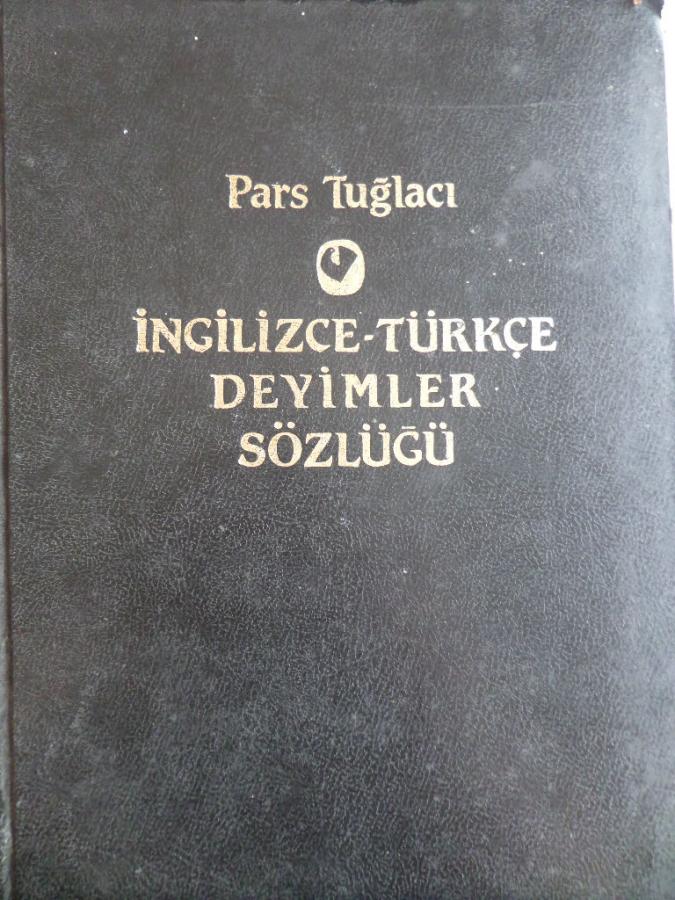 Pars Tuğlacı
İNGİLİZCE-TÜRKÇE
DEYİMLER
SÖZLÜĞÜ